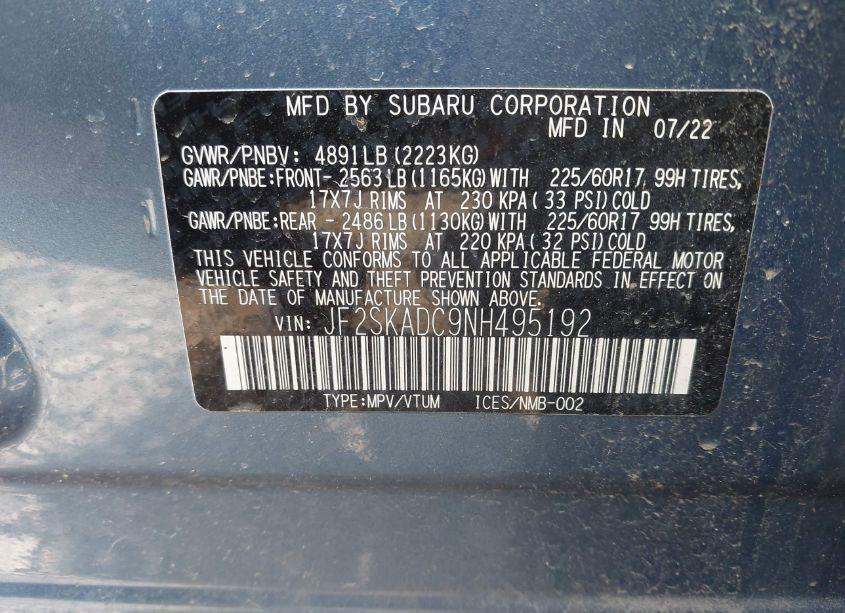 MFD BY SUBARU CORPORATION
MFD IN 07/22
GVWR/PNBV: 4891LB(2223KG)
GAWR/PNBE:FRONT- 2563LB(1165KG)WITH 225/60R17 99H TIRES,
17X7J RIMS AT 230 KPA( 33 PSI)COLD
GAWR/PNBE:REAR - 2486LB(1130KG)WITH 225/60R17 99H TIRES,
17X7J RIMS AT 220 KPA( 32 PSI)COLD
THIS VEHICLE CONFORMS TO ALL APPLICABLE FEDERAL MOTOR
VEHICLE SAFETY AND THEFT PREVENTION STANDARDS IN EFFECT ON
THE DATE OF MANUFACTURE SHOWN ABOVE.
VIN: JF2SKADC9NH495192
TYPE:MPV/VTUM ICES/NMB-002